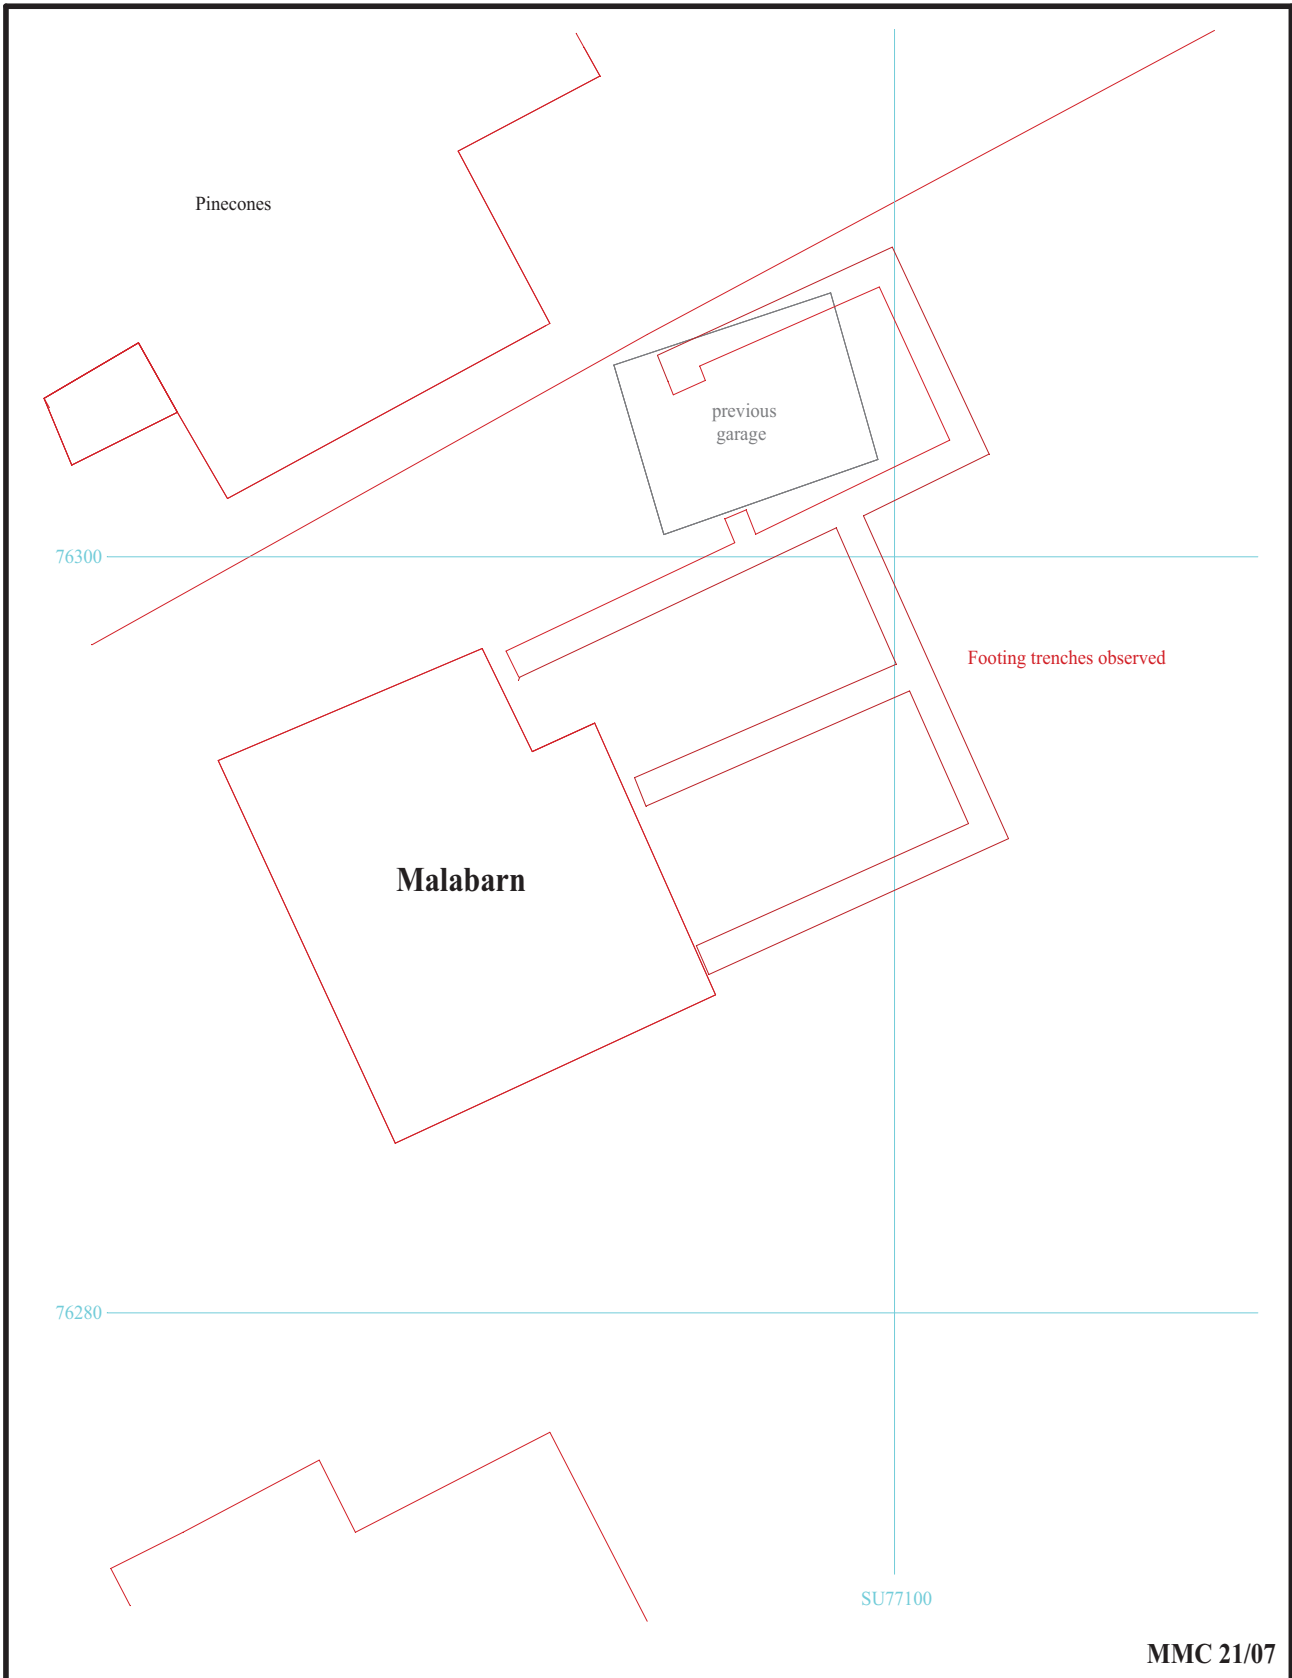 Pinecones
previous
garage
76300
Footing trenches observed
Malabarn
76280
SU77100
MMC 21/07